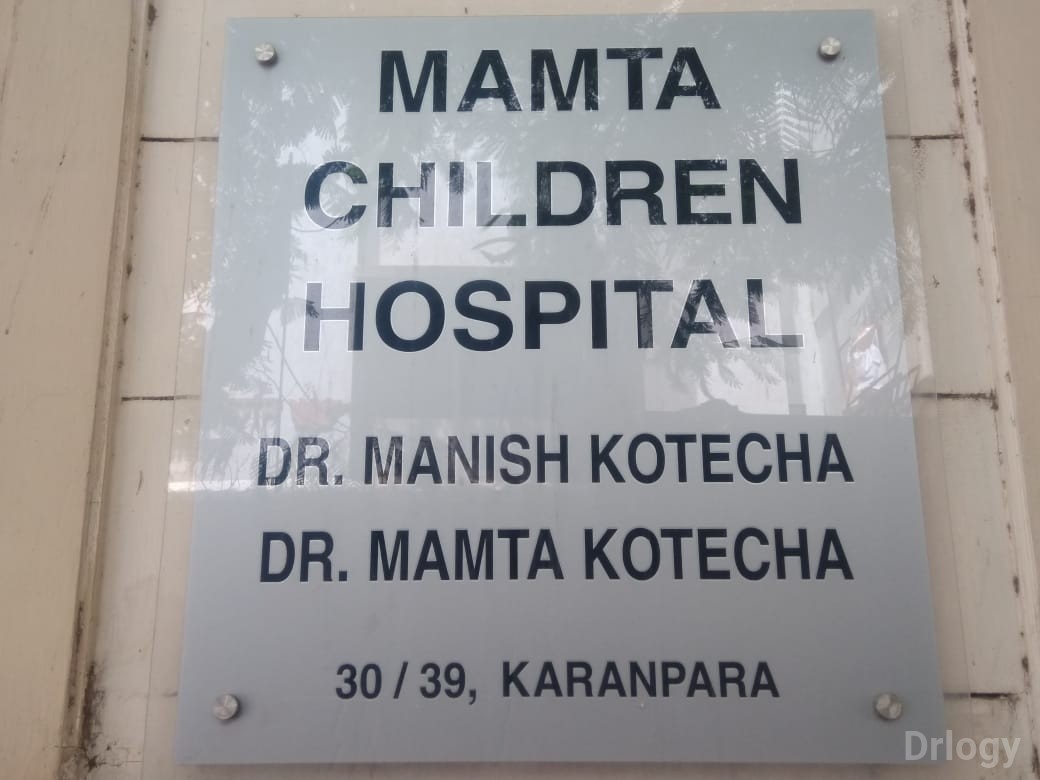 MAMTA
CHILDREN
HOSPITAL
DR. MANISH KOTECHA
DR. MAMTA KOTECHA
30 / 39, KARANPARA
Drlogy